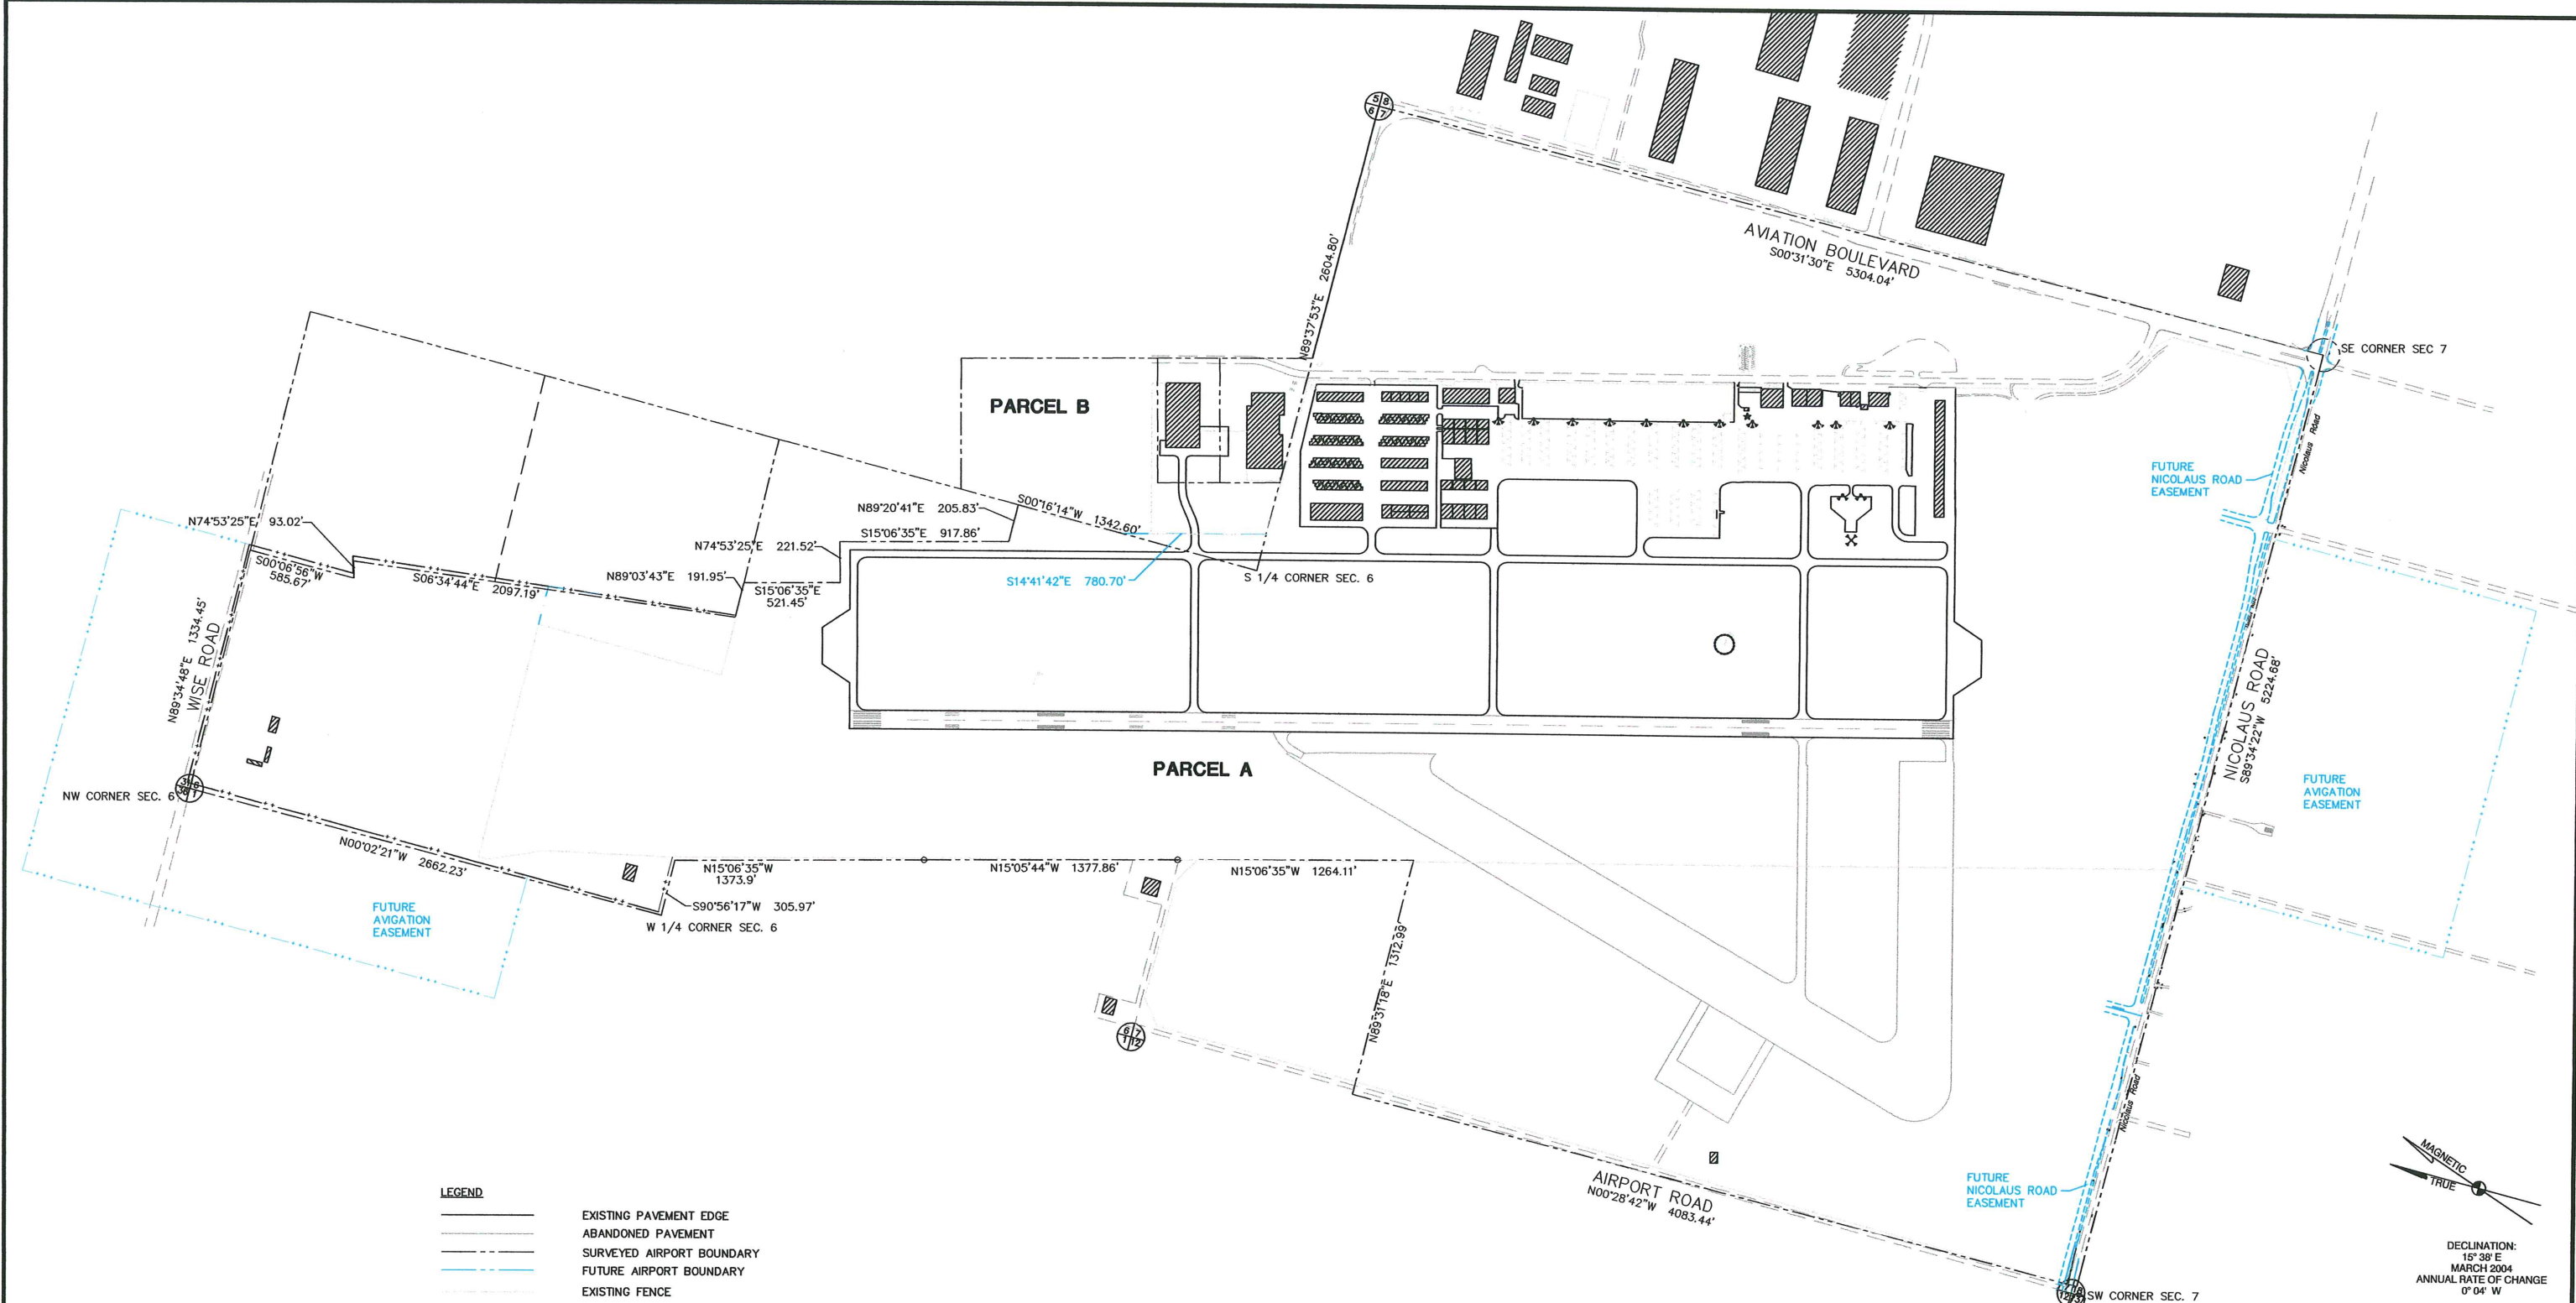 5 8
6 7
AVIATION BOULEVARD
S00°31'30"E 5304.04'
N89°37'53"E 2604.80'
SE CORNER SEC 7
PARCEL B
Nicolaus Road
FUTURE
NICOLAUS ROAD
EASEMENT
N74°53'25"E 93.02'
N89°20'41"E 205.83'
S00°16'14"W 1342.60'
S15°06'35"E 917.86'
N74°53'25"E 221.52'
S00°06'56"W
585.67'
S06°34'44"E 2097.19'
N89°03'43"E 191.95'
S15°06'35"E
521.45'
S14°41'42"E 780.70'
S 1/4 CORNER SEC. 6
N89°34'48"E 1334.45'
WISE ROAD
NICOLAUS ROAD
S89°34'22"W 5224.68'
PARCEL A
FUTURE
AVIGATION
EASEMENT
NW CORNER SEC. 6
N00°02'21"W 2662.23'
N15°06'35"W
1373.9'
N15°05'44"W 1377.86'
N15°06'35"W 1264.11'
S90°56'17"W 305.97'
W 1/4 CORNER SEC. 6
FUTURE
AVIGATION
EASEMENT
N89°31'18"E 1312.99'
6 7
1 12
Nicolaus Road
AIRPORT ROAD
N00°28'42"W 4083.44'
FUTURE
NICOLAUS ROAD
EASEMENT
MAGNETIC
TRUE
DECLINATION:
15° 38' E
MARCH 2004
ANNUAL RATE OF CHANGE
0° 04' W
SW CORNER SEC. 7
LEGEND
EXISTING PAVEMENT EDGE
ABANDONED PAVEMENT
SURVEYED AIRPORT BOUNDARY
FUTURE AIRPORT BOUNDARY
EXISTING FENCE